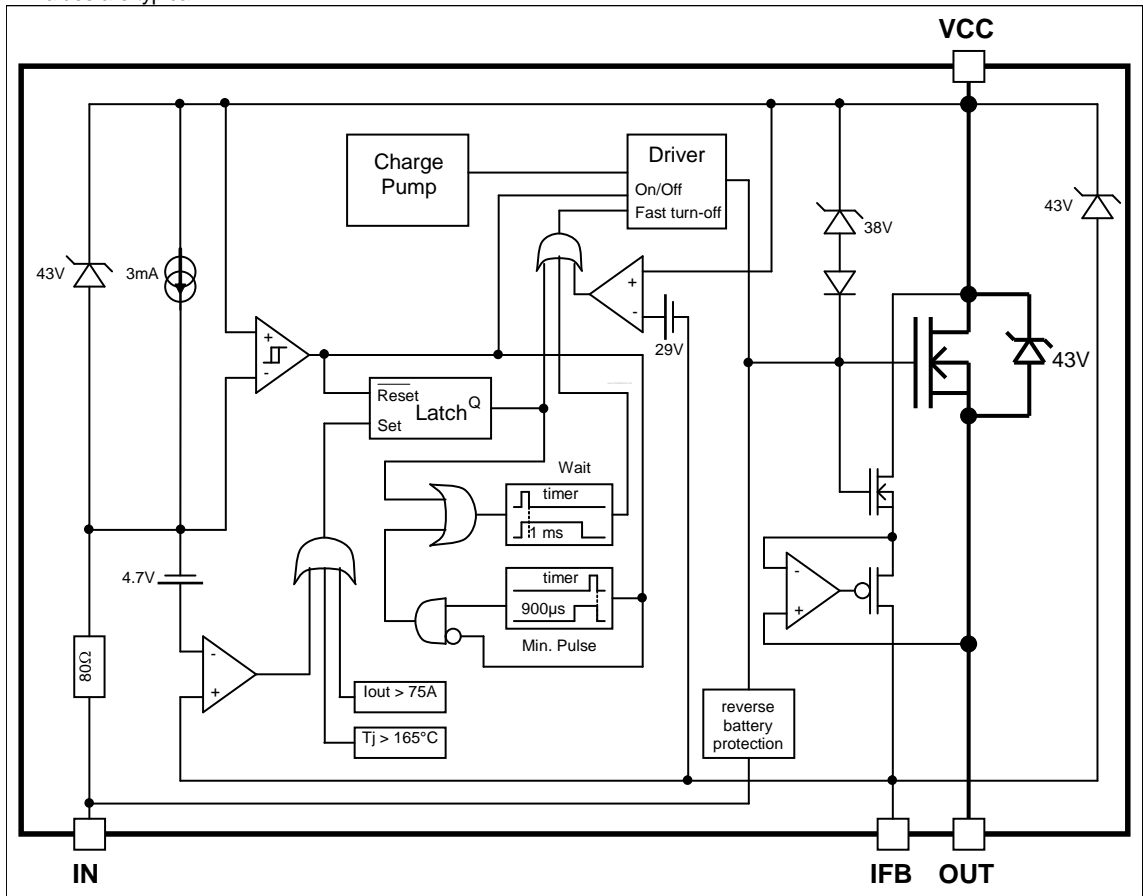 VCC
Charge
Pump
Driver
On/Off
Fast turn-off
43V
3mA
38V
43V
+
-
+
-
29V
43V
Reset
Latch
Q
Set
Wait
timer
1 ms
4.7V
timer
900µs
Min. Pulse
-
+
80Ω
-
+
Iout > 75A
Tj > 165°C
reverse
battery
protection
IN
IFB
OUT